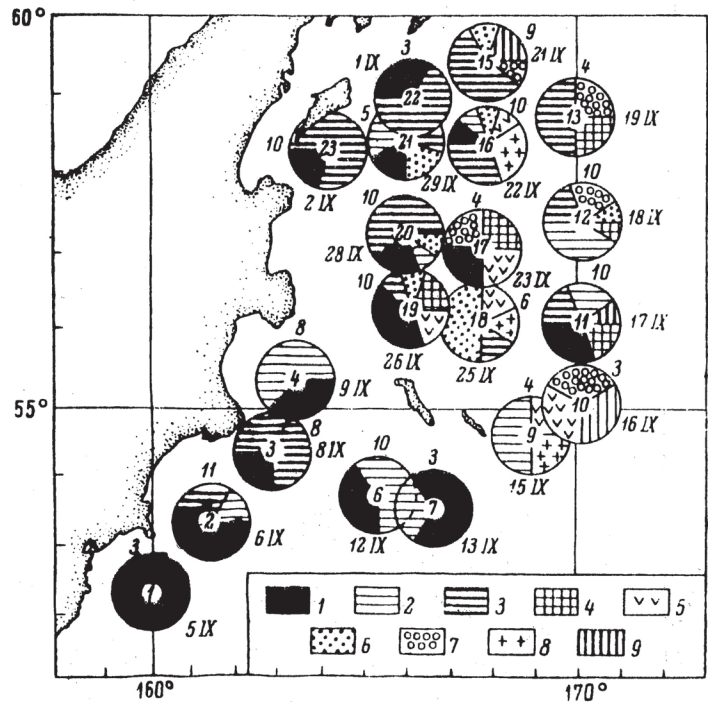 60°
3
9
1 IX
15
21 IX
4
22
5
10
13
19 IX
10
23
21
16
2 IX
29 IX
22 IX
10
10
4
12
18 IX
20
17
28 IX
23 IX
10
10
6
19
18
11
17 IX
8
26 IX
25 IX
4
3
4
9 IX
10
55°
8
9
16 IX
3
8 IX
11
10
3
15 IX
6
7
2
6 IX
12 IX
13 IX
3
1
5 IX
1
2
3
4
5
6
7
8
9
160°
170°